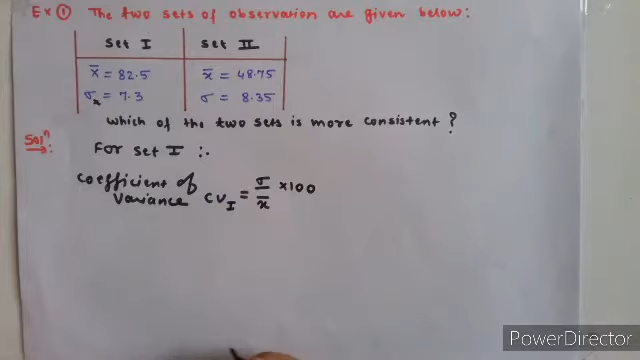 Ex ① The two sets of observation are given below:
set I set II
x̄ = 82.5 x̄ = 48.75
σx = 7.3 σ = 8.35
which of the two sets is more consistent ?
Solⁿ:
For set I :.
coefficient of
variance CV_I = σ/x̄ ×100
PowerDirector